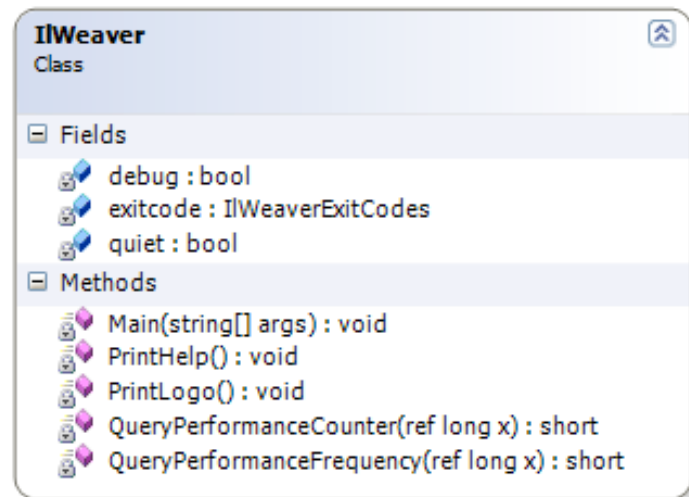 IlWeaver
Class
Fields
debug : bool
exitcode : IlWeaverExitCodes
quiet : bool
Methods
Main(string[] args) : void
PrintHelp() : void
PrintLogo() : void
QueryPerformanceCounter(ref long x) : short
QueryPerformanceFrequency(ref long x) : short